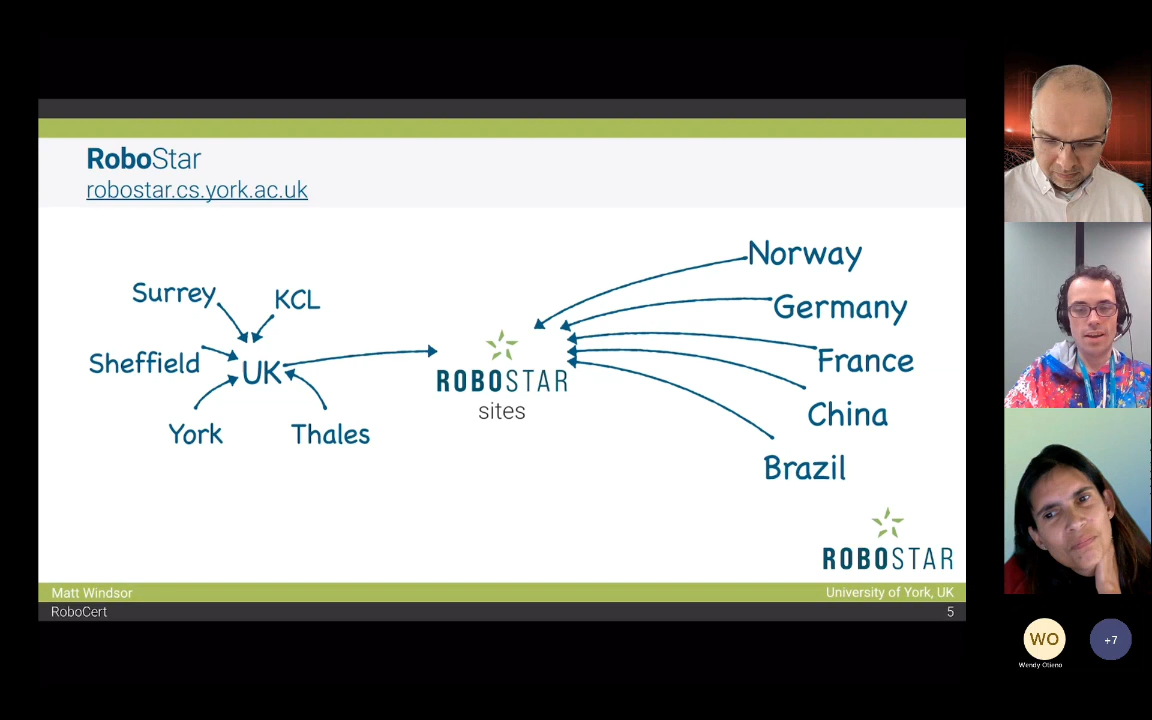 RoboStar
robostar.cs.york.ac.uk
Surrey
KCL
Sheffield
UK
York
Thales
ROBOSTAR
sites
Norway
Germany
France
China
Brazil
ROBOSTAR
Matt Windsor
University of York, UK
RoboCert
5
WO
+7
Wendy Otieno